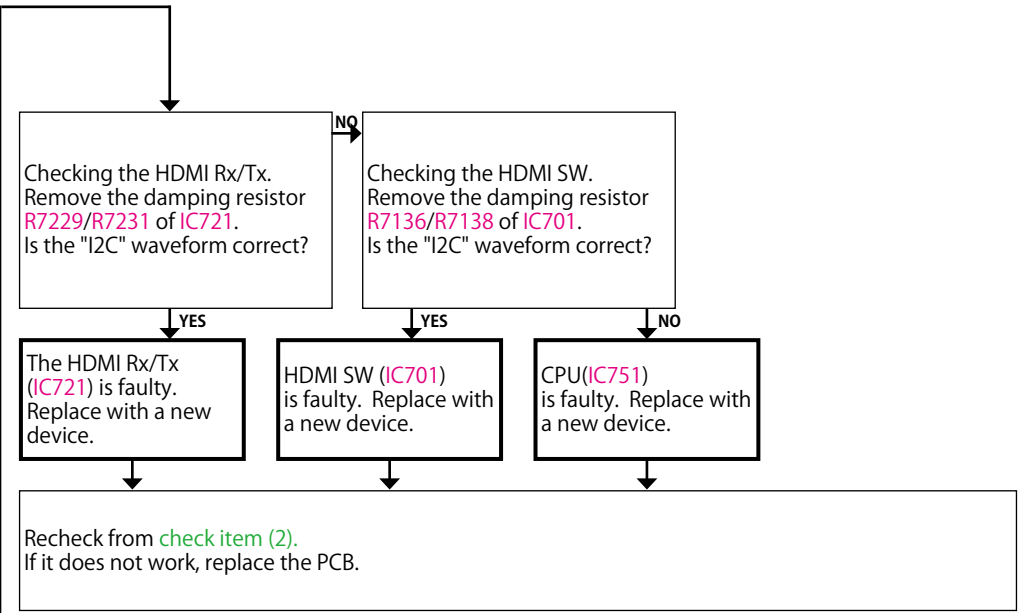 NO
Checking the HDMI Rx/Tx.
Remove the damping resistor
R7229/R7231 of IC721.
Is the "I2C" waveform correct?
Checking the HDMI SW.
Remove the damping resistor
R7136/R7138 of IC701.
Is the "I2C" waveform correct?
YES
YES
NO
The HDMI Rx/Tx
(IC721) is faulty.
Replace with a new
device.
HDMI SW (IC701)
is faulty.  Replace with
a new device.
CPU(IC751)
is faulty.  Replace with
a new device.
Recheck from check item (2).
If it does not work, replace the PCB.